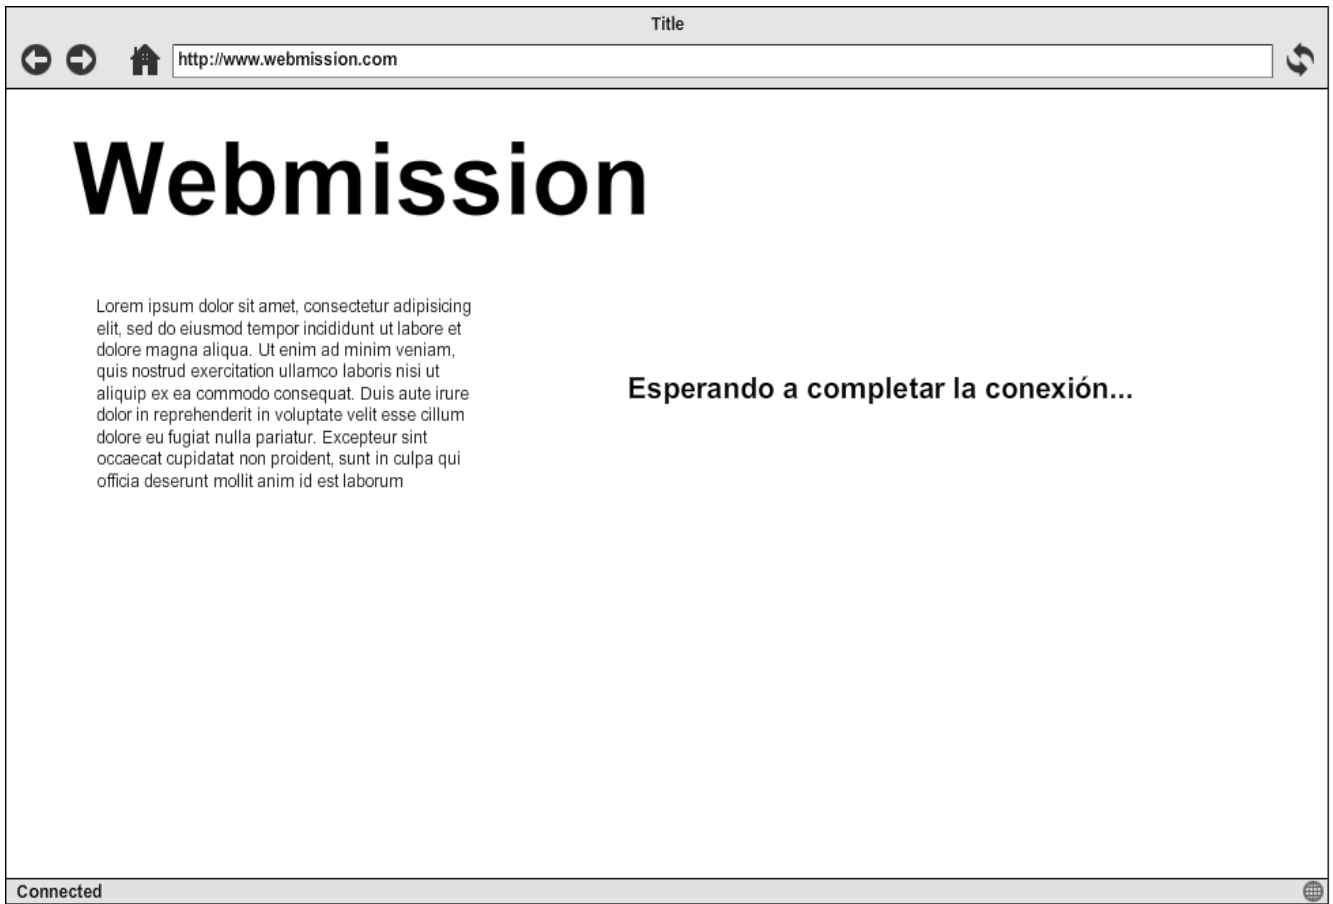 Title
http://www.webmission.com
Webmission
Lorem ipsum dolor sit amet, consectetur adipisicing
elit, sed do eiusmod tempor incididunt ut labore et
dolore magna aliqua. Ut enim ad minim veniam,
quis nostrud exercitation ullamco laboris nisi ut
aliquip ex ea commodo consequat. Duis aute irure
dolor in reprehenderit in voluptate velit esse cillum
dolore eu fugiat nulla pariatur. Excepteur sint
occaecat cupidatat non proident, sunt in culpa qui
officia deserunt mollit anim id est laborum
Esperando a completar la conexión...
Connected